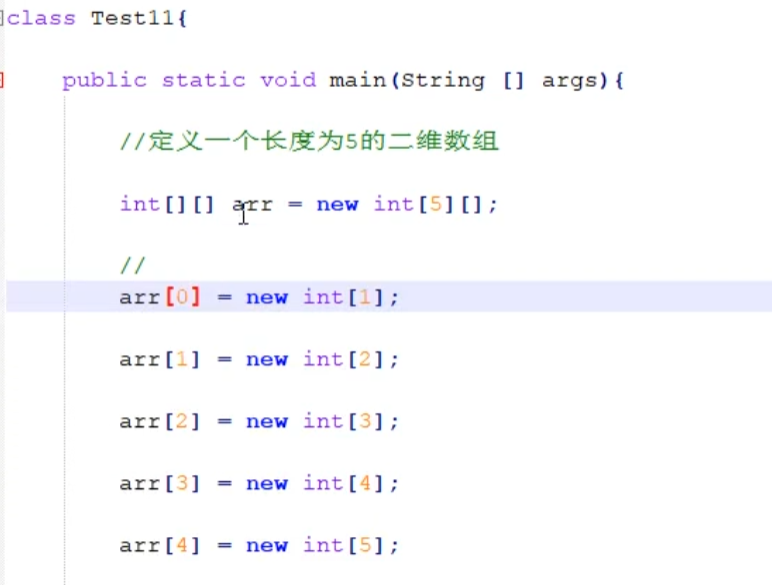 class Test11{
public static void main(String [] args){
//定义一个长度为5的二维数组
int[][] arr = new int[5][];
//
arr[0] = new int[1];
arr[1] = new int[2];
arr[2] = new int[3];
arr[3] = new int[4];
arr[4] = new int[5];